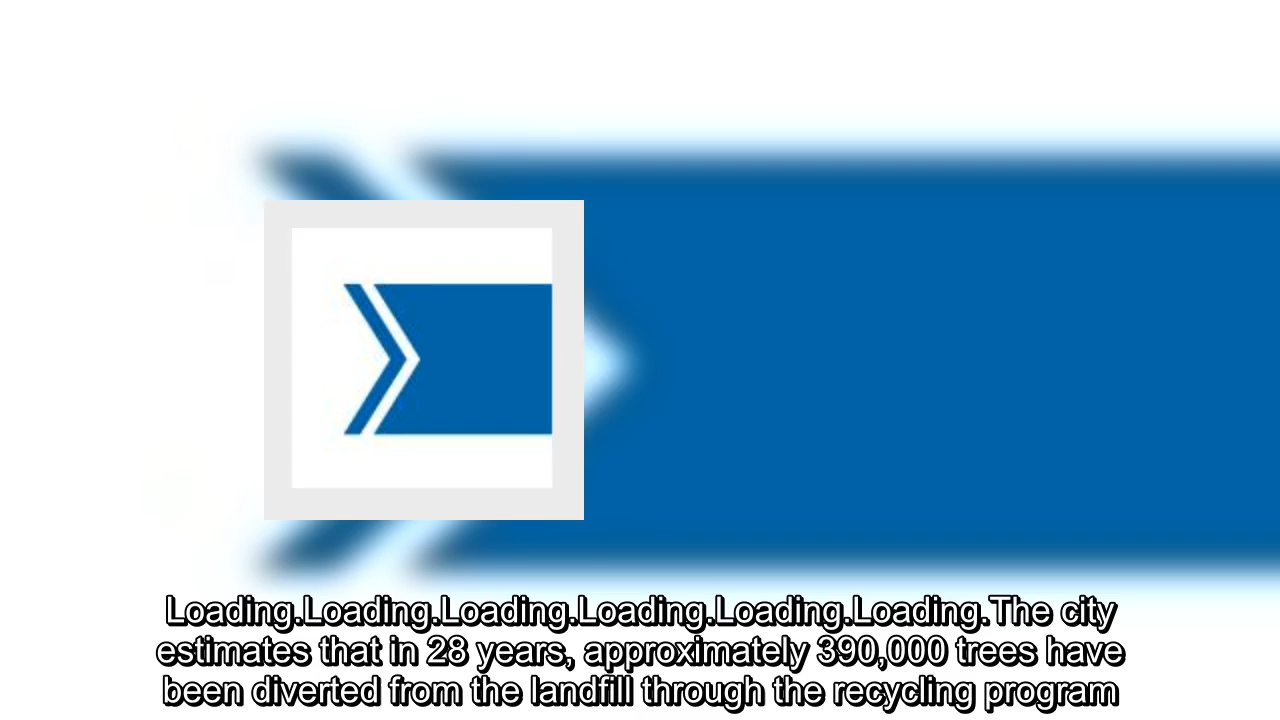 Loading.Loading.Loading.Loading.Loading.Loading.The city
estimates that in 28 years, approximately 390,000 trees have
been diverted from the landfill through the recycling program